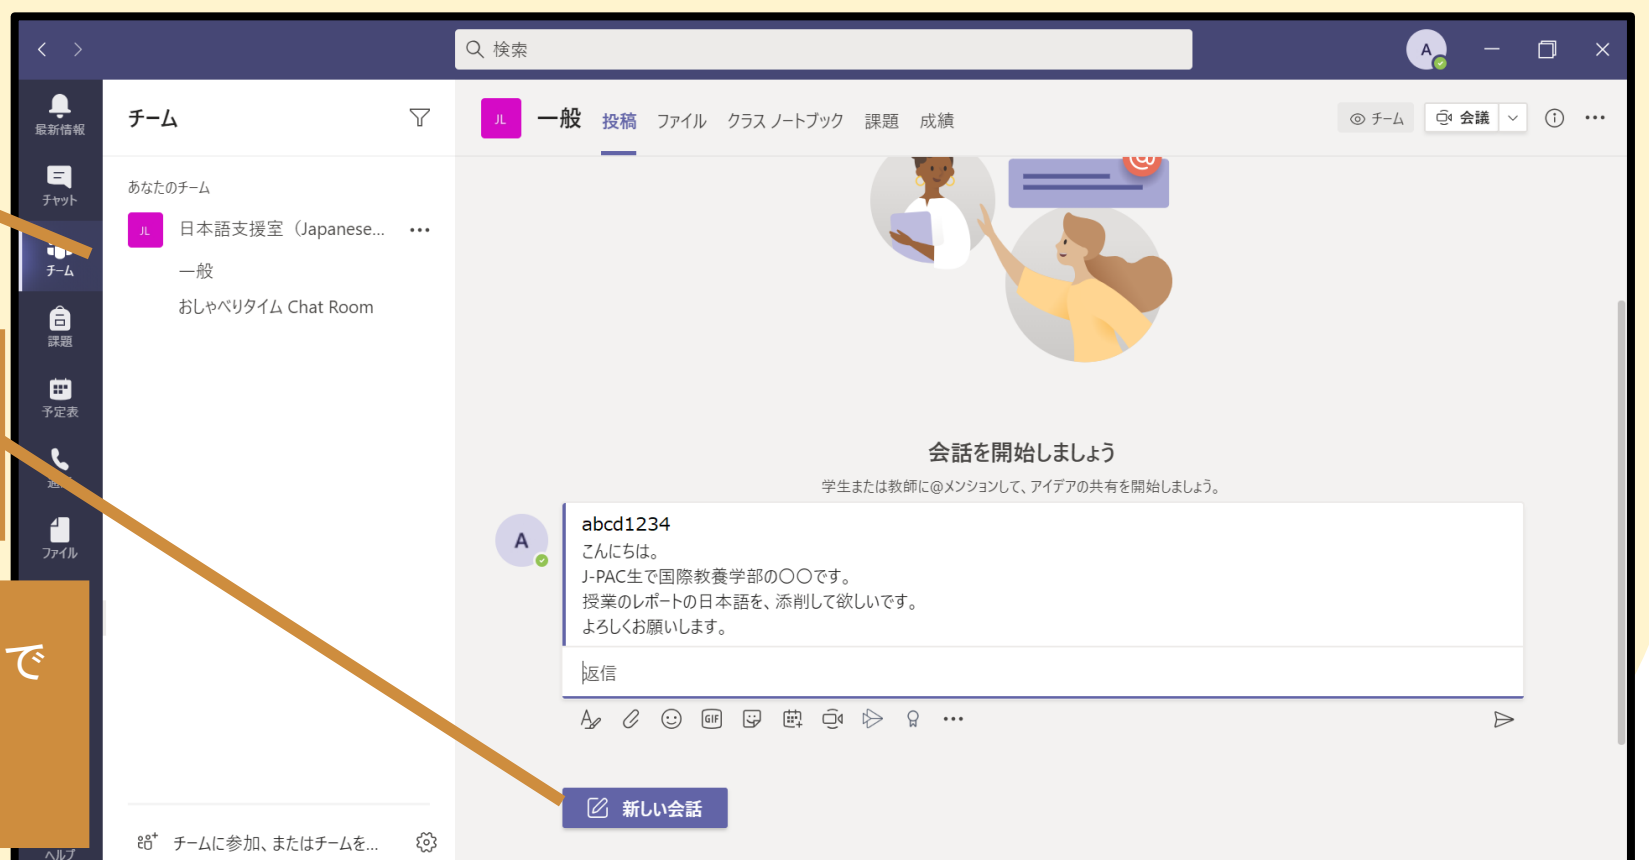 検索
A
最新情報
チャット
チーム
課題
予定表
ファイル
ヘルプ
で
チーム
あなたのチーム
JL 日本語支援室（Japanese...
一般
おしゃべりタイム Chat Room
チームに参加、またはチームを...
JL 一般 投稿 ファイル クラス ノートブック 課題 成績
チーム 会議
@
会話を開始しましょう
学生または教師に@メンションして、アイデアの共有を開始しましょう。
A
abcd1234
こんにちは。
J-PAC生で国際教養学部の〇〇です。
授業のレポートの日本語を、添削して欲しいです。
よろしくお願いします。
返信
GIF
新しい会話